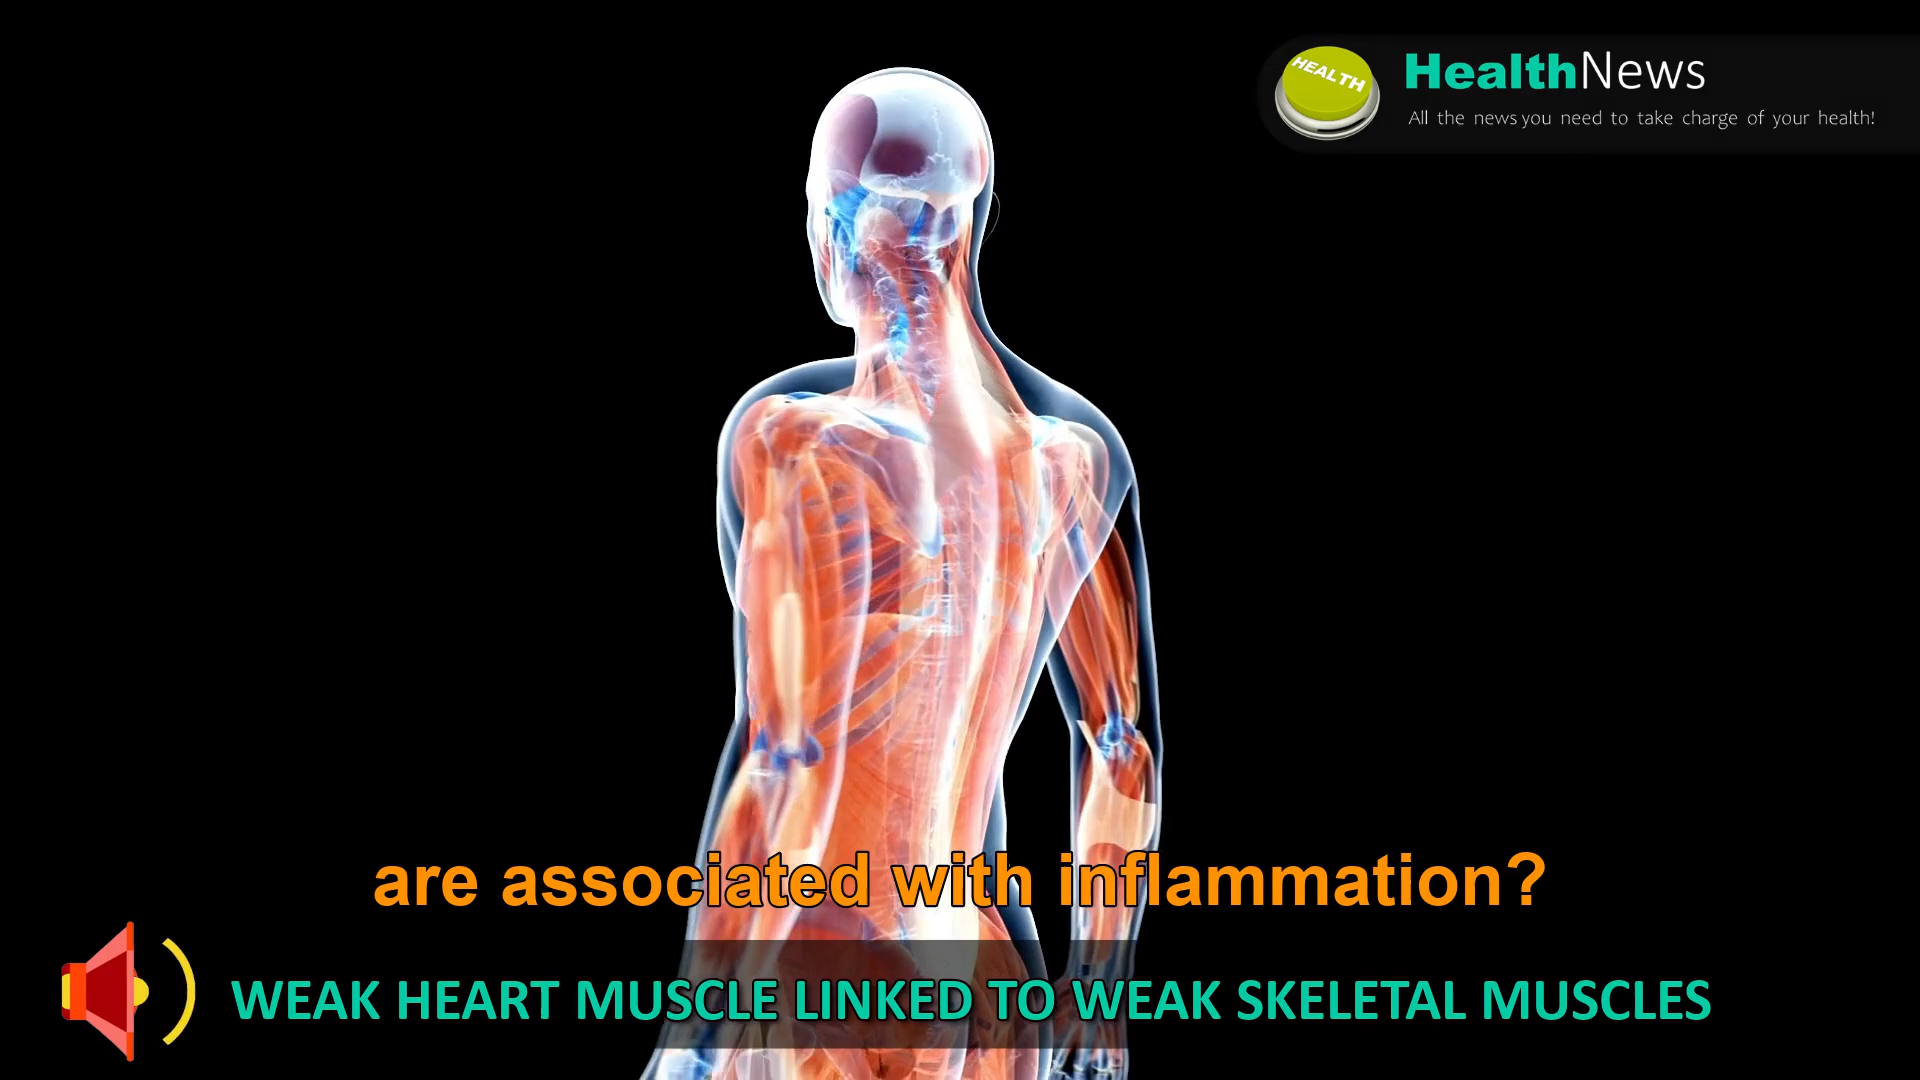 HEALTH
HealthNews
All the news you need to take charge of your health!
are associated with inflammation?
WEAK HEART MUSCLE LINKED TO WEAK SKELETAL MUSCLES